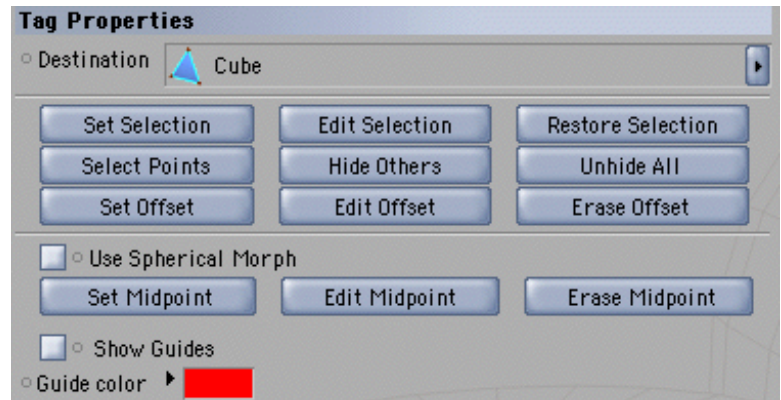 Tag Properties
Destination Cube
Set Selection Edit Selection Restore Selection
Select Points Hide Others Unhide All
Set Offset Edit Offset Erase Offset
Use Spherical Morph
Set Midpoint Edit Midpoint Erase Midpoint
Show Guides
Guide color